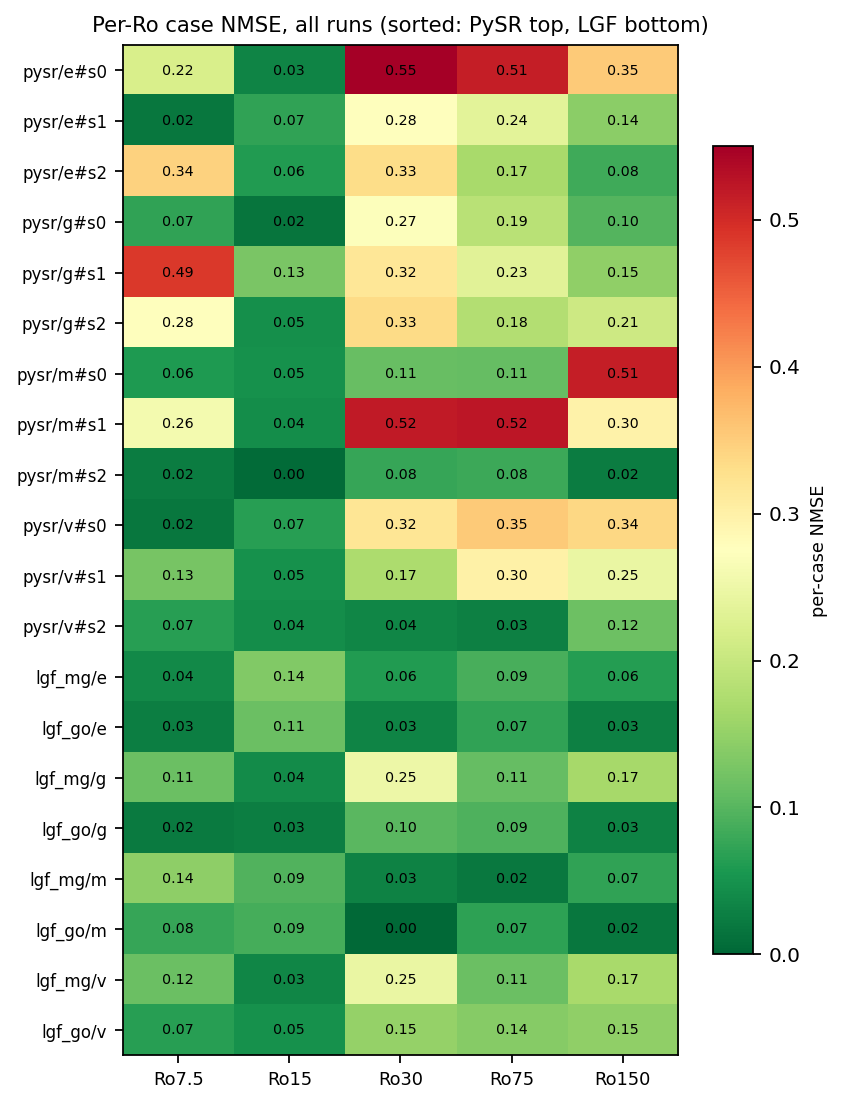 Per-Ro case NMSE, all runs (sorted: PySR top, LGF bottom)
pysr/e#s0 0.22 0.03 0.55 0.51 0.35
pysr/e#s1 0.02 0.07 0.28 0.24 0.14
pysr/e#s2 0.34 0.06 0.33 0.17 0.08
pysr/g#s0 0.07 0.02 0.27 0.19 0.10
pysr/g#s1 0.49 0.13 0.32 0.23 0.15
pysr/g#s2 0.28 0.05 0.33 0.18 0.21
pysr/m#s0 0.06 0.05 0.11 0.11 0.51
pysr/m#s1 0.26 0.04 0.52 0.52 0.30
pysr/m#s2 0.02 0.00 0.08 0.08 0.02
pysr/v#s0 0.02 0.07 0.32 0.35 0.34
pysr/v#s1 0.13 0.05 0.17 0.30 0.25
pysr/v#s2 0.07 0.04 0.04 0.03 0.12
lgf_mg/e 0.04 0.14 0.06 0.09 0.06
lgf_go/e 0.03 0.11 0.03 0.07 0.03
lgf_mg/g 0.11 0.04 0.25 0.11 0.17
lgf_go/g 0.02 0.03 0.10 0.09 0.03
lgf_mg/m 0.14 0.09 0.03 0.02 0.07
lgf_go/m 0.08 0.09 0.00 0.07 0.02
lgf_mg/v 0.12 0.03 0.25 0.11 0.17
lgf_go/v 0.07 0.05 0.15 0.14 0.15
Ro7.5 Ro15 Ro30 Ro75 Ro150
0.5
0.4
0.3
0.2
0.1
0.0
per-case NMSE